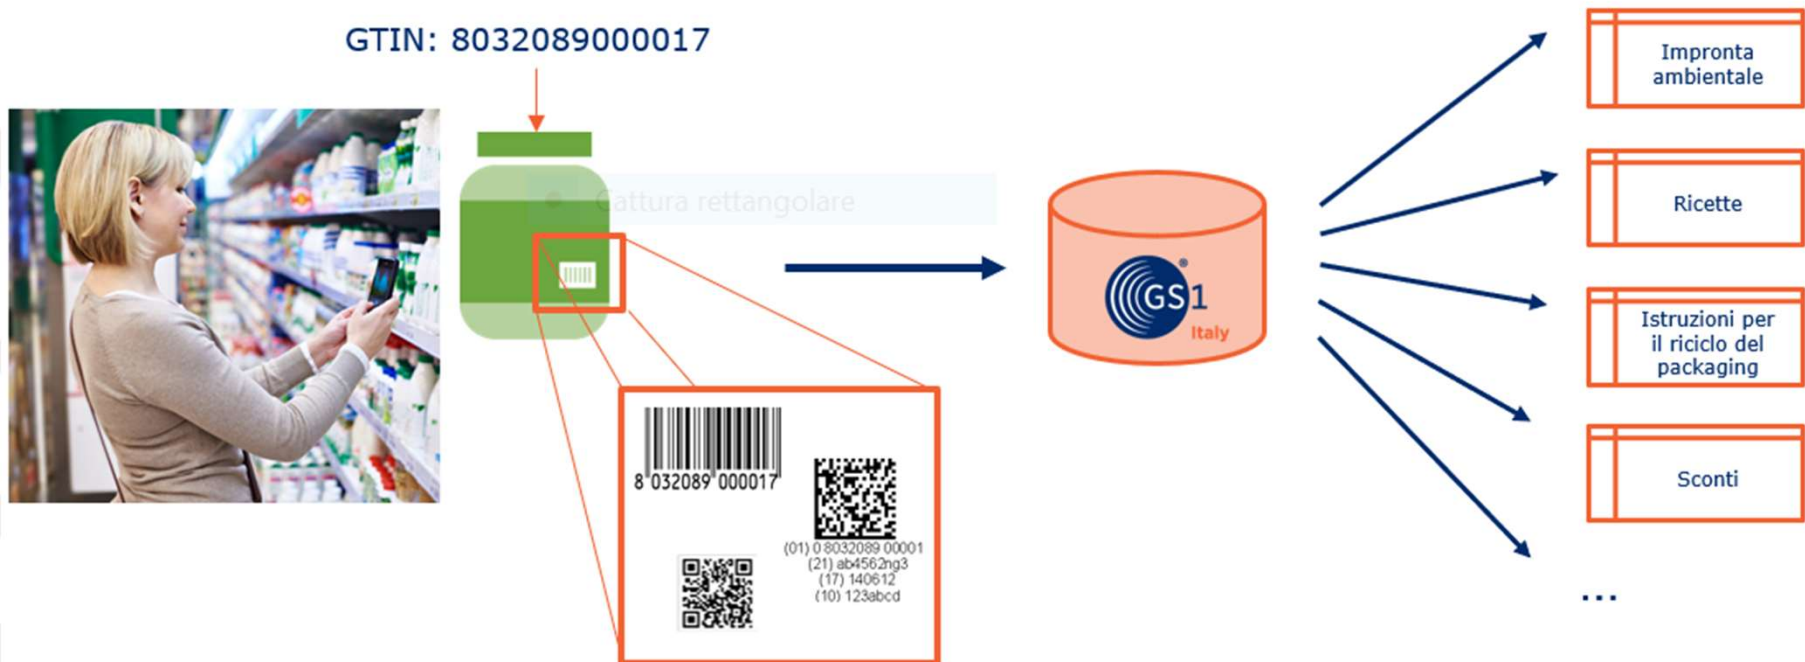 GTIN: 8032089000017
Cattura rettangolare
8 032089 000017
(01) 0 8032089 00001
(21) ab4562ng3
(17) 140612
(10) 123abcd
GS1
®
Italy
Impronta
ambientale
Ricette
Istruzioni per
il riciclo del
packaging
Sconti
...